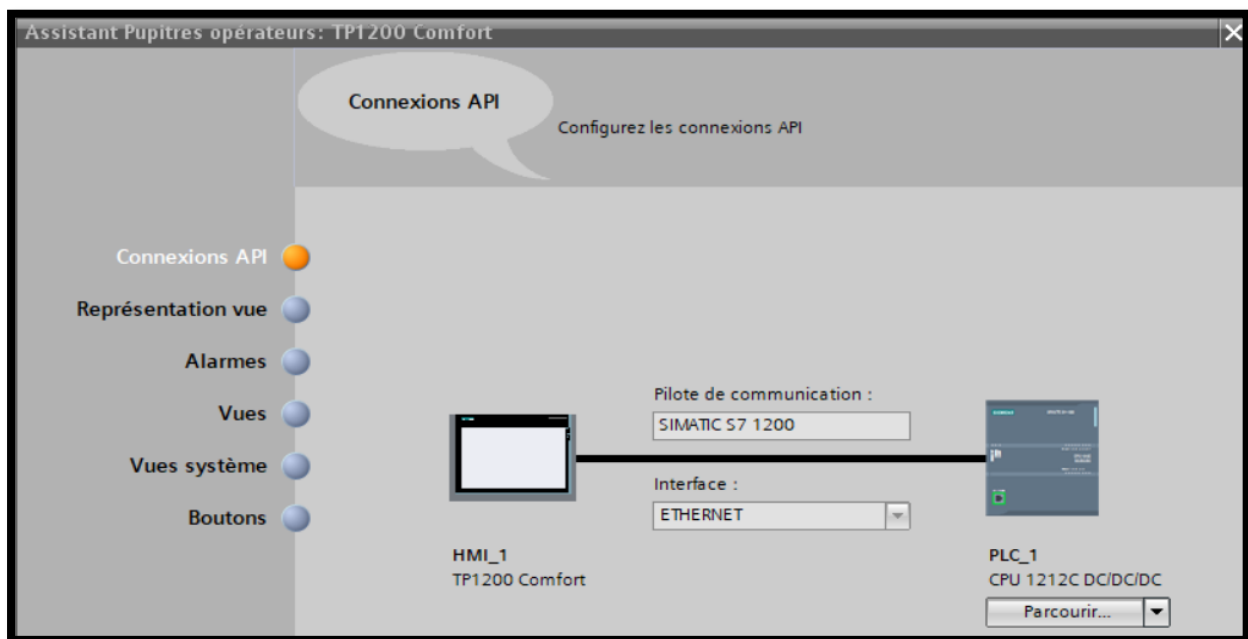 Assistant Pupitres opérateurs: TP1200 Comfort
Connexions API
Configurez les connexions API
Connexions API
Représentation vue
Alarmes
Vues
Vues système
Boutons
Pilote de communication :
SIMATIC S7 1200
Interface :
ETHERNET
HMI_1
TP1200 Comfort
PLC_1
CPU 1212C DC/DC/DC
Parcourir...